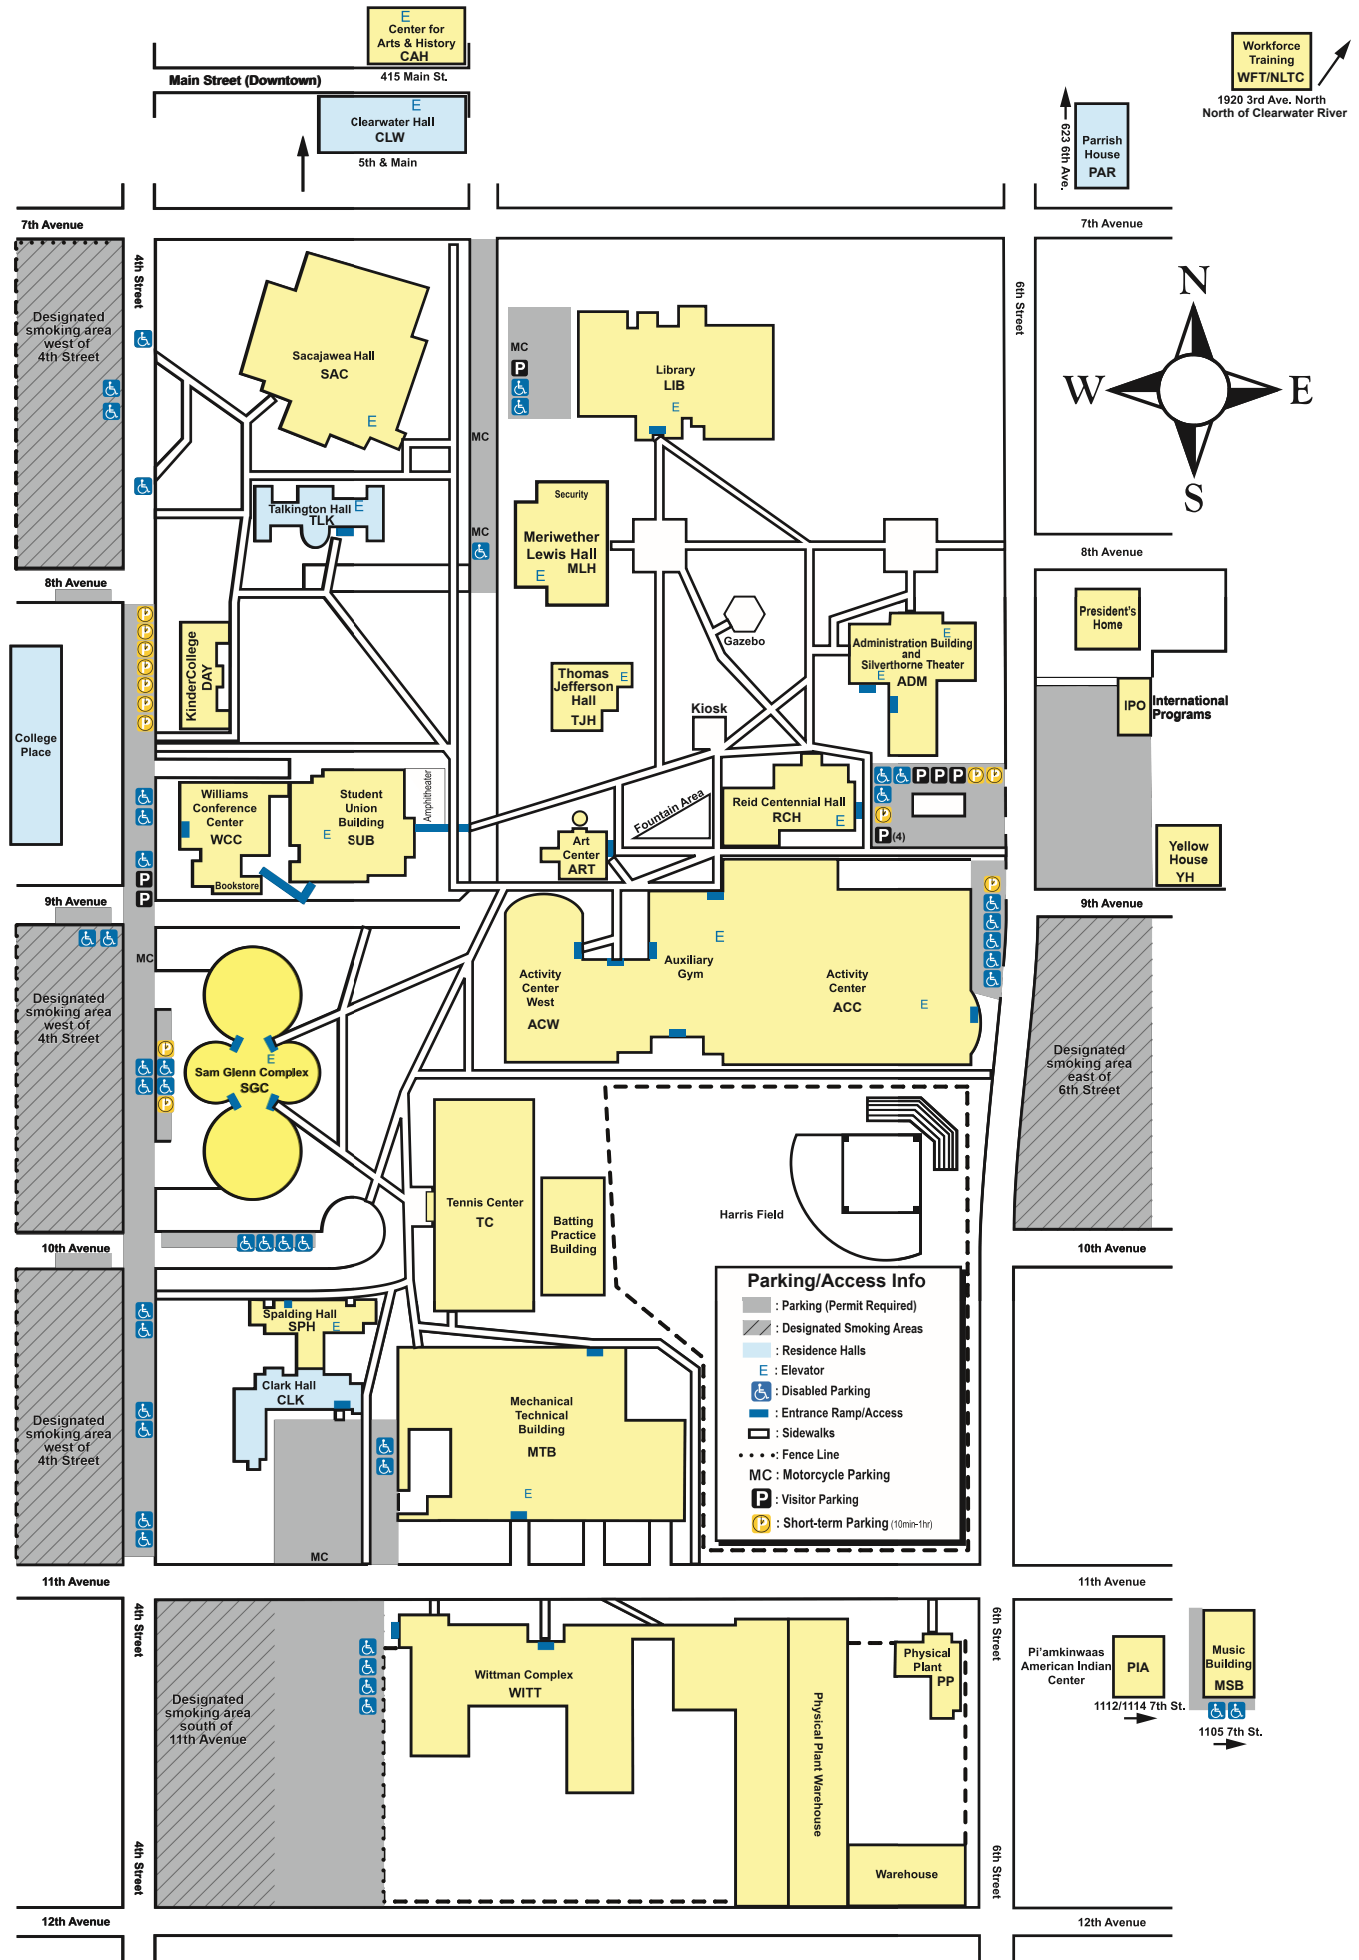 E
Center for
Arts & History
CAH
415 Main St.
Main Street (Downtown)
E
Clearwater Hall
CLW
5th & Main
Workforce
Training
WFT/NLTC
1920 3rd Ave. North
North of Clearwater River
623 6th Ave.
Parrish
House
PAR
7th Avenue
7th Avenue
4th Street
6th Street
Designated
smoking area
west of
4th Street
Sacajawea Hall
SAC
E
MC
P
MC
Library
LIB
E
N
W
E
S
Talkington Hall
TLK
E
MC
Security
Meriwether
Lewis Hall
MLH
E
8th Avenue
8th Avenue
Gazebo
KinderCollege
DAY
Thomas
Jefferson
Hall
TJH
E
E
Administration Building
and
Silverthorne Theater
E
ADM
President's
Home
IPO
International
Programs
College
Place
Kiosk
Williams
Conference
Center
WCC
Bookstore
Student
Union
Building
SUB
E
Amphitheater
Fountain Area
Reid Centennial Hall
RCH
E
P P P
P (4)
Art
Center
ART
Yellow
House
YH
P
P
9th Avenue
9th Avenue
MC
Designated
smoking area
west of
4th Street
Activity
Center
West
ACW
Auxiliary
Gym
E
Activity
Center
ACC
E
E
Sam Glenn Complex
SGC
Designated
smoking area
east of
6th Street
Tennis Center
TC
Batting
Practice
Building
Harris Field
10th Avenue
10th Avenue
Spalding Hall
SPH
E
Clark Hall
CLK
Designated
smoking area
west of
4th Street
Mechanical
Technical
Building
MTB
E
MC
Parking/Access Info
: Parking (Permit Required)
: Designated Smoking Areas
: Residence Halls
E : Elevator
: Disabled Parking
: Entrance Ramp/Access
: Sidewalks
: Fence Line
MC : Motorcycle Parking
P : Visitor Parking
: Short-term Parking (10min-1hr)
11th Avenue
11th Avenue
4th Street
6th Street
Designated
smoking area
south of
11th Avenue
Wittman Complex
WITT
Physical Plant Warehouse
Physical
Plant
PP
Warehouse
Pi'amkinwaas
American Indian
Center
PIA
1112/1114 7th St.
Music
Building
MSB
1105 7th St.
4th Street
6th Street
12th Avenue
12th Avenue